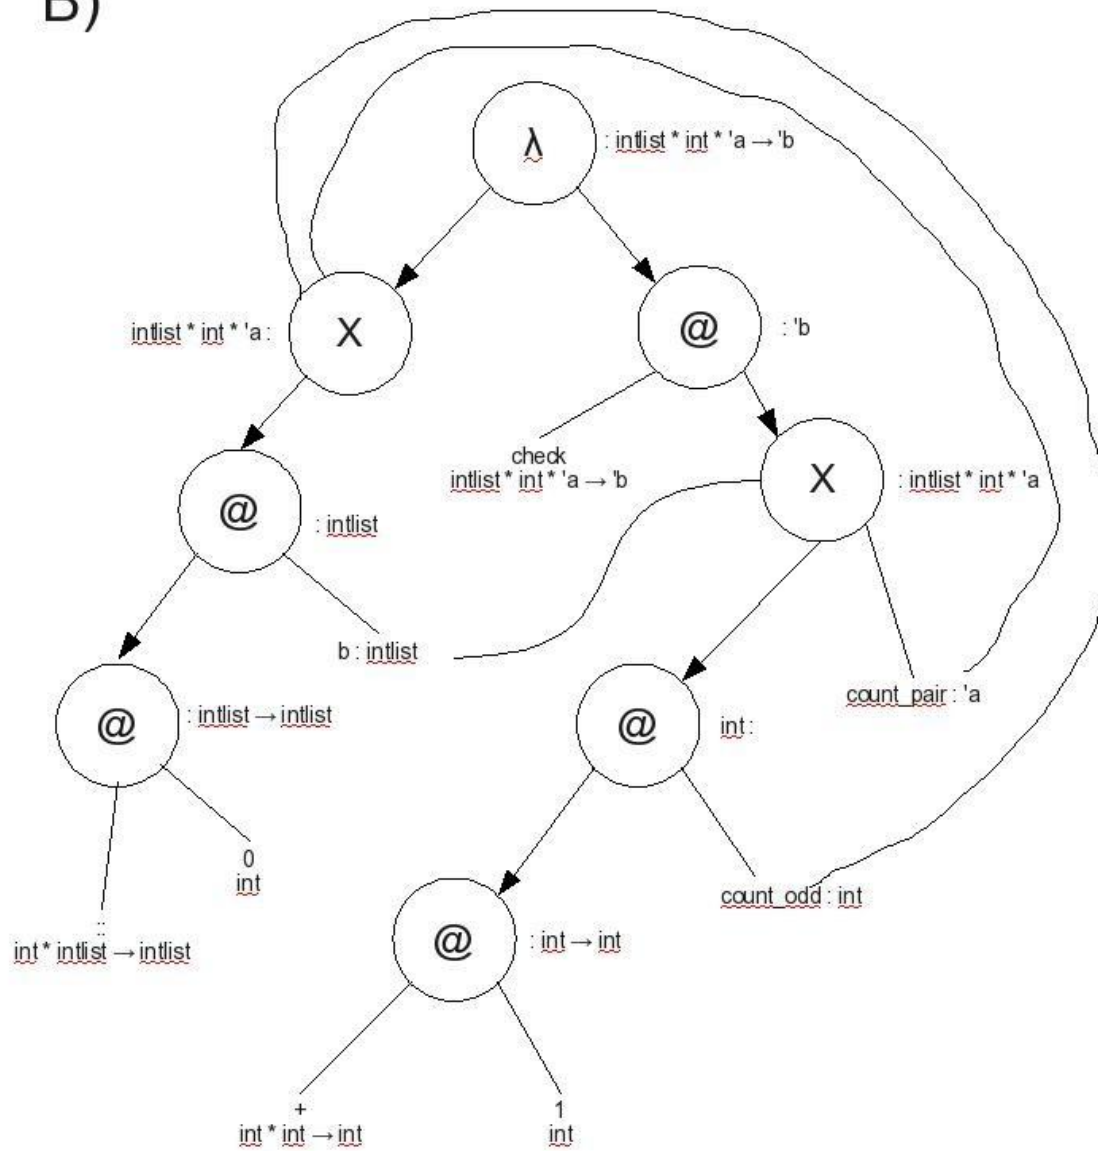 B)
λ
: intlist * int * 'a → 'b
intlist * int * 'a :
X
@
: 'b
check
intlist * int * 'a → 'b
X
: intlist * int * 'a
@
: intlist
b : intlist
@
: intlist → intlist
@
int :
count_pair : 'a
0
int
::
int * intlist → intlist
count_odd : int
@
: int → int
+
int * int → int
1
int